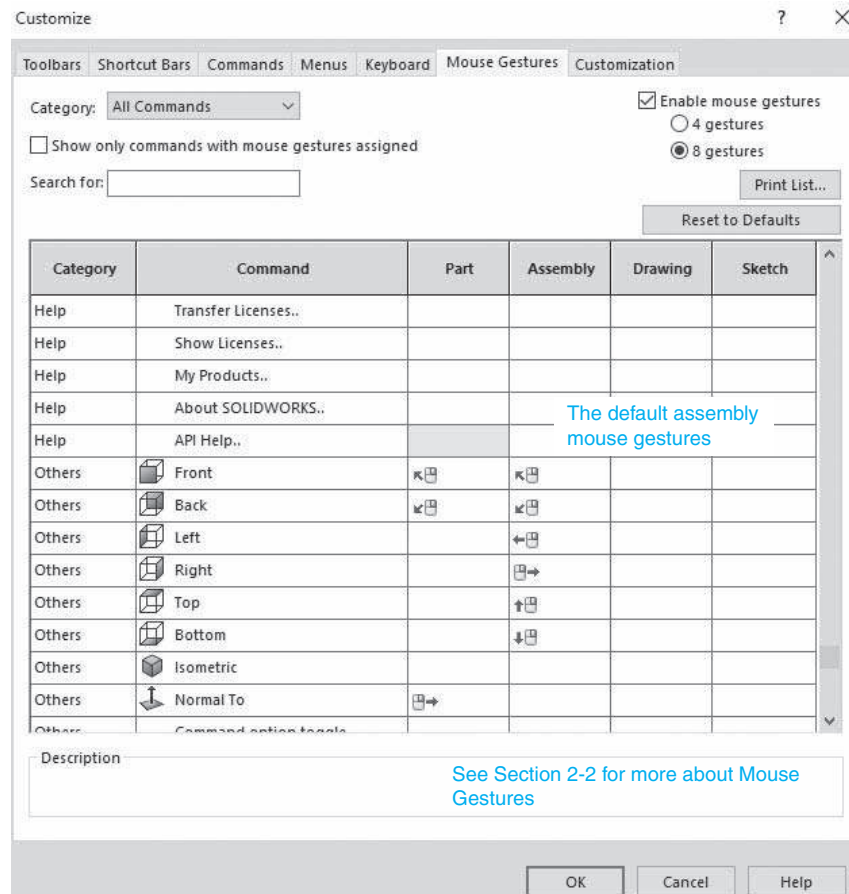 Customize ?
Toolbars Shortcut Bars Commands Menus Keyboard Mouse Gestures Customization
Category: All Commands
Enable mouse gestures
4 gestures
Show only commands with mouse gestures assigned
8 gestures
Search for:
Print List...
Reset to Defaults
Category Command Part Assembly Drawing Sketch
Help Transfer Licenses..
Help Show Licenses..
Help My Products..
Help About SOLIDWORKS..
The default assembly
mouse gestures
Help API Help..
Others Front
Others Back
Others Left
Others Right
Others Top
Others Bottom
Others Isometric
Others Normal To
Others Command option toggle
Description
See Section 2-2 for more about Mouse
Gestures
OK Cancel Help